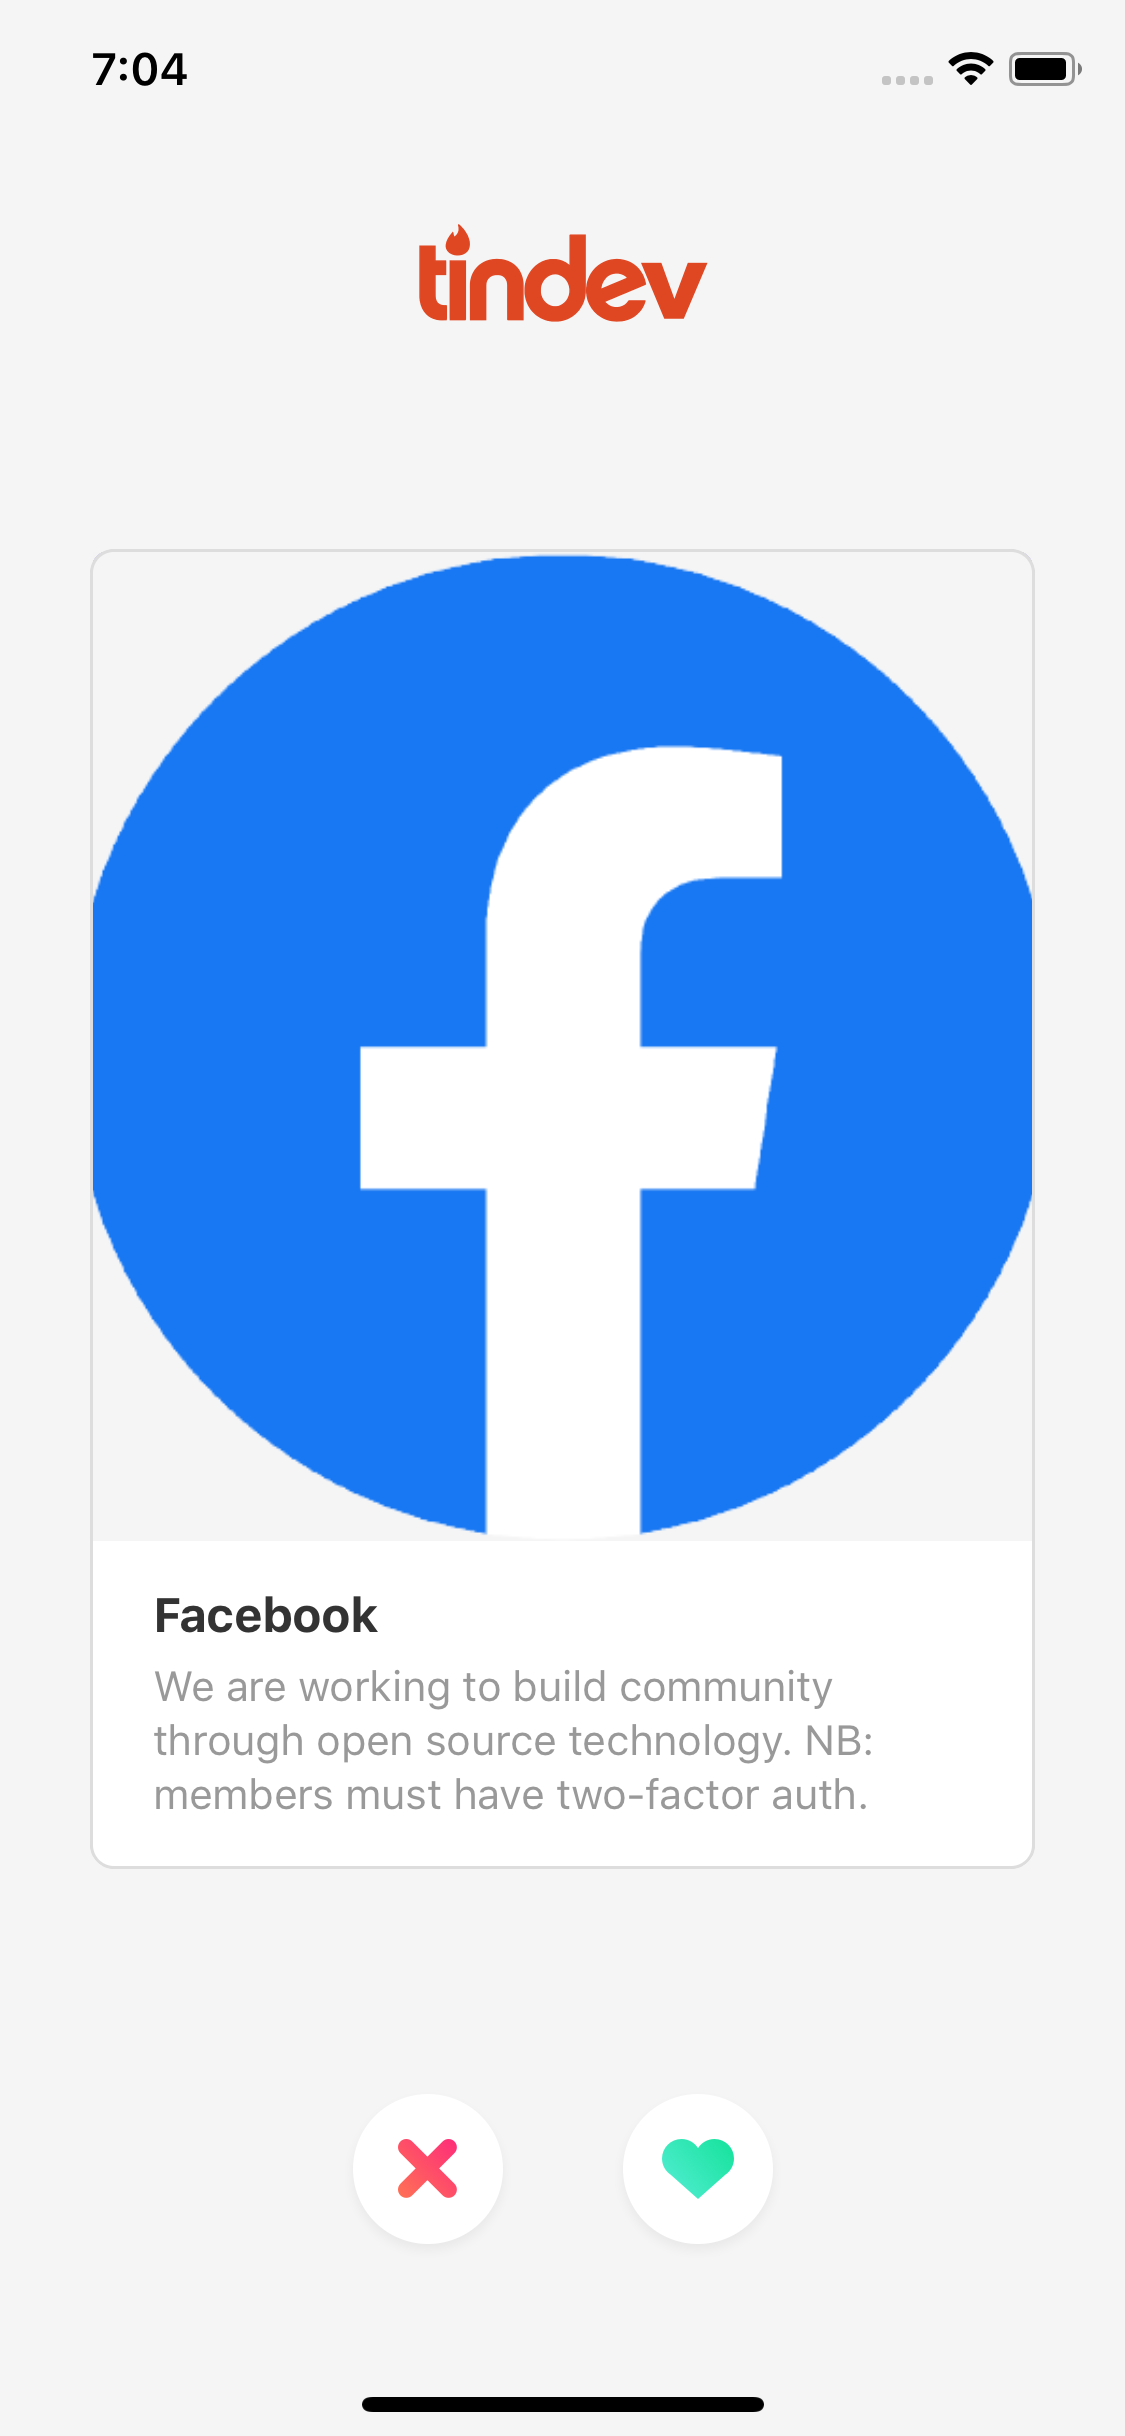 7:04
tindev
Facebook
We are working to build community
through open source technology. NB:
members must have two-factor auth.